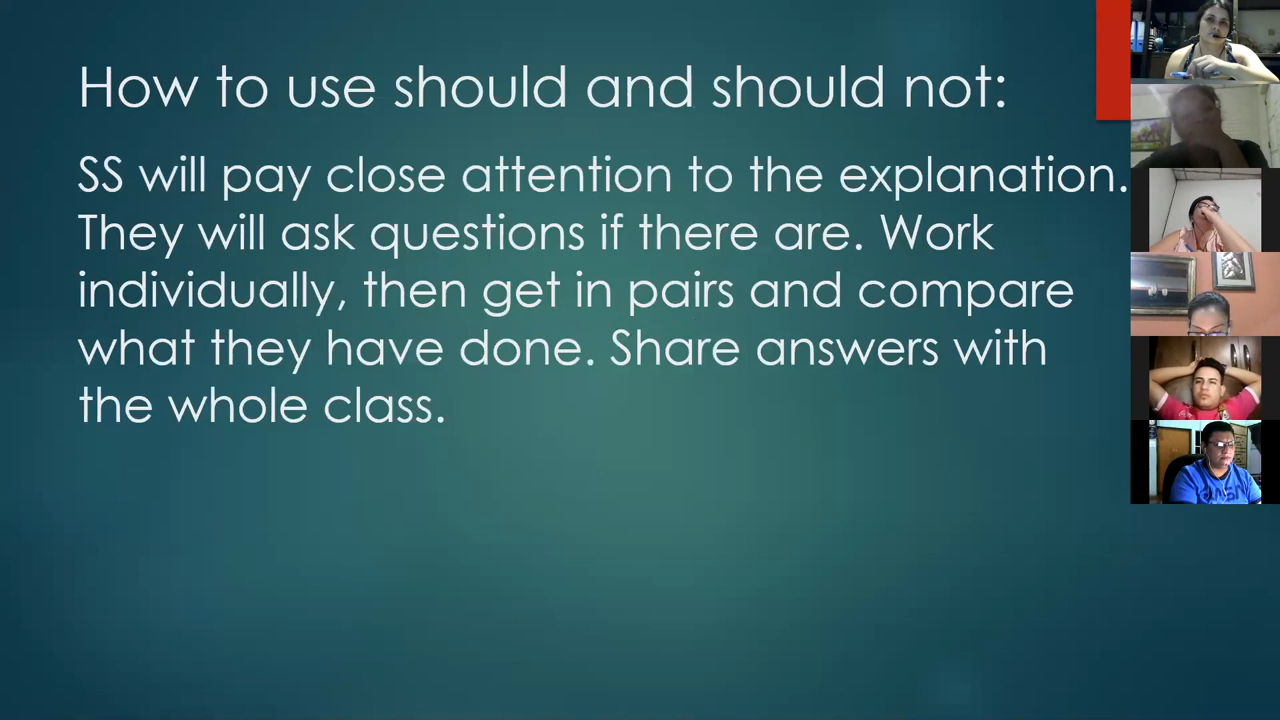 How to use should and should not:
SS will pay close attention to the explanation.
They will ask questions if there are. Work
individually, then get in pairs and compare
what they have done. Share answers with
the whole class.